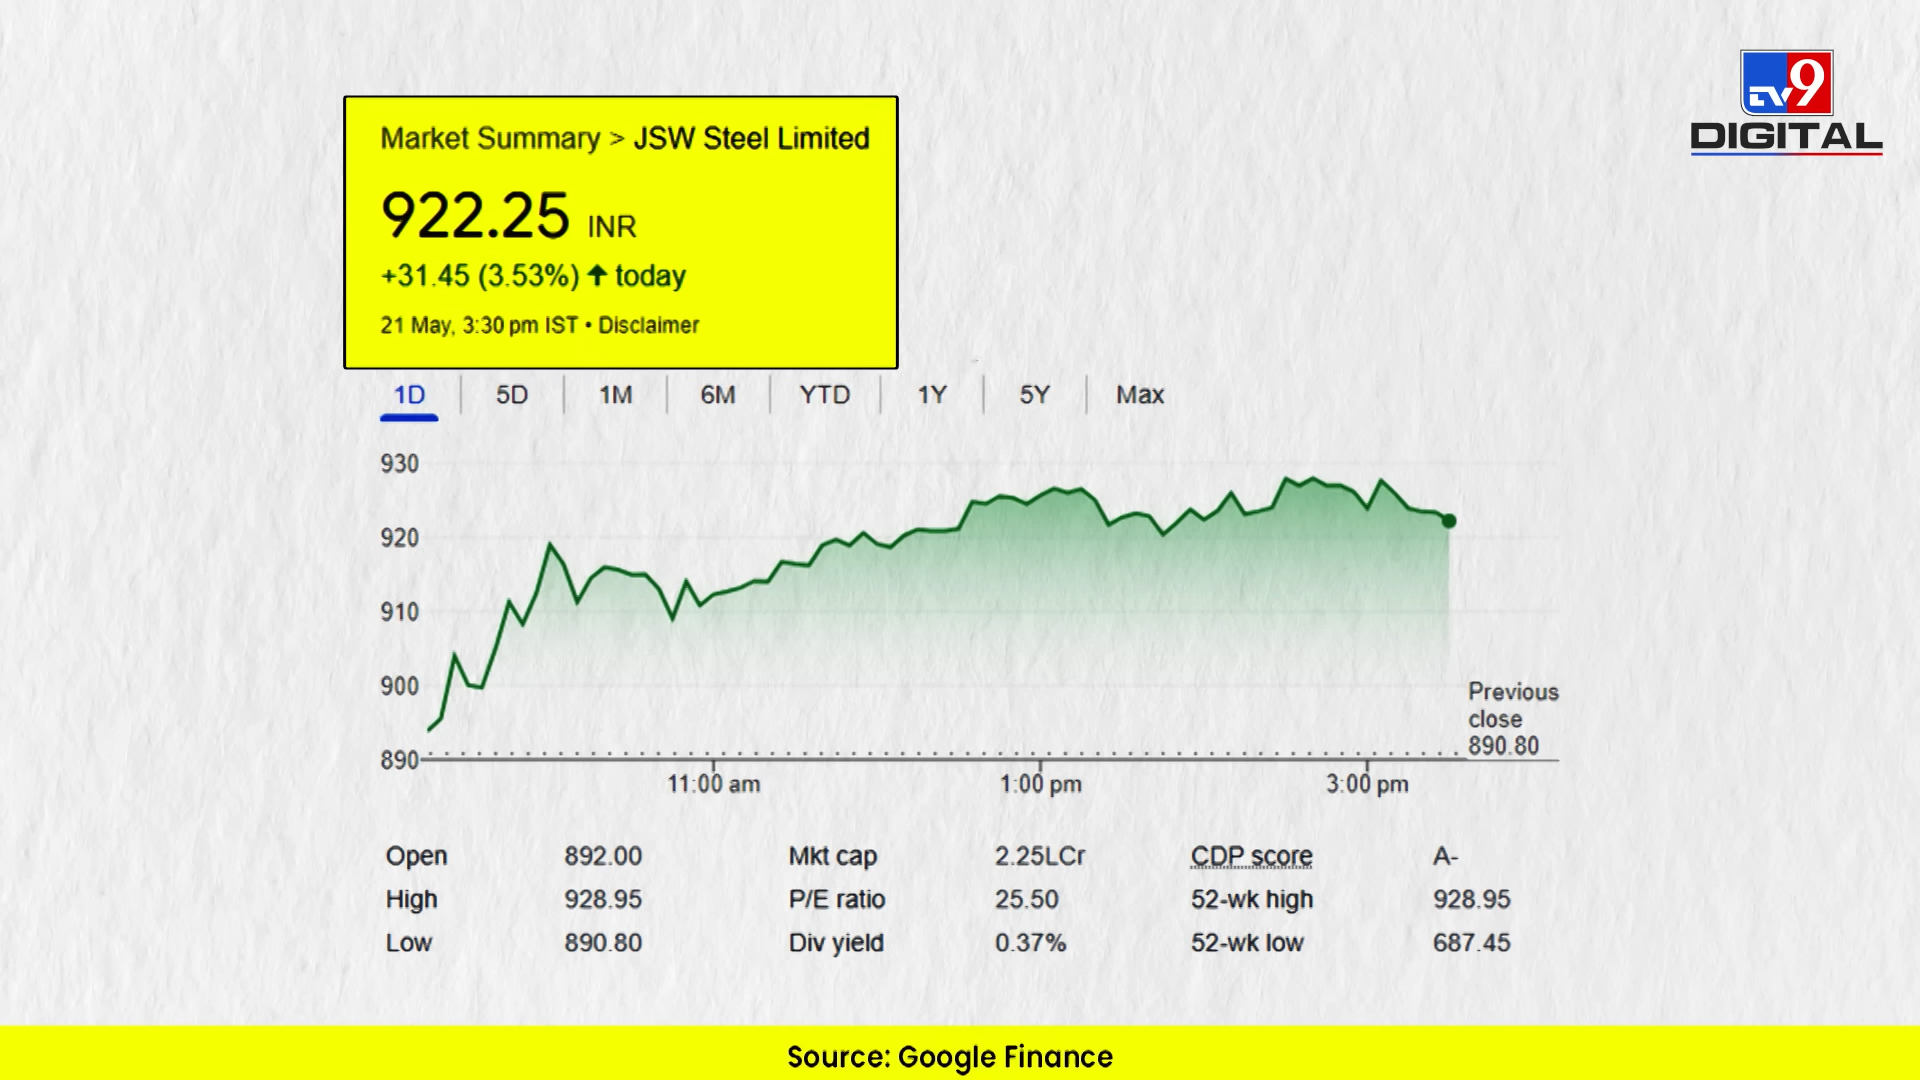 TV9
DIGITAL
Market Summary > JSW Steel Limited
922.25 INR
+31.45 (3.53%) ↑ today
21 May, 3:30 pm IST • Disclaimer
1D 5D 1M 6M YTD 1Y 5Y Max
930
920
910
900
890
Previous
close
890.80
11:00 am 1:00 pm 3:00 pm
Open 892.00 Mkt cap 2.25LCr CDP score A-
High 928.95 P/E ratio 25.50 52-wk high 928.95
Low 890.80 Div yield 0.37% 52-wk low 687.45
Source: Google Finance